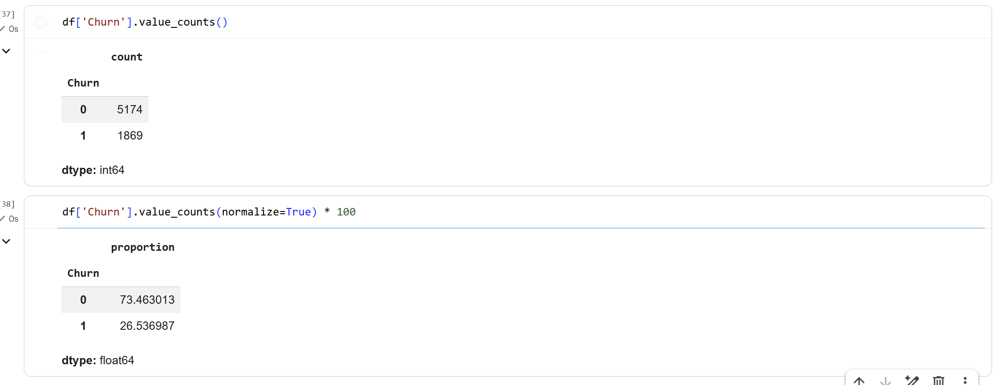 [37]
0s
df['Churn'].value_counts()
count
Churn
0 5174
1 1869
dtype: int64
[38]
0s
df['Churn'].value_counts(normalize=True) * 100
proportion
Churn
0 73.463013
1 26.536987
dtype: float64